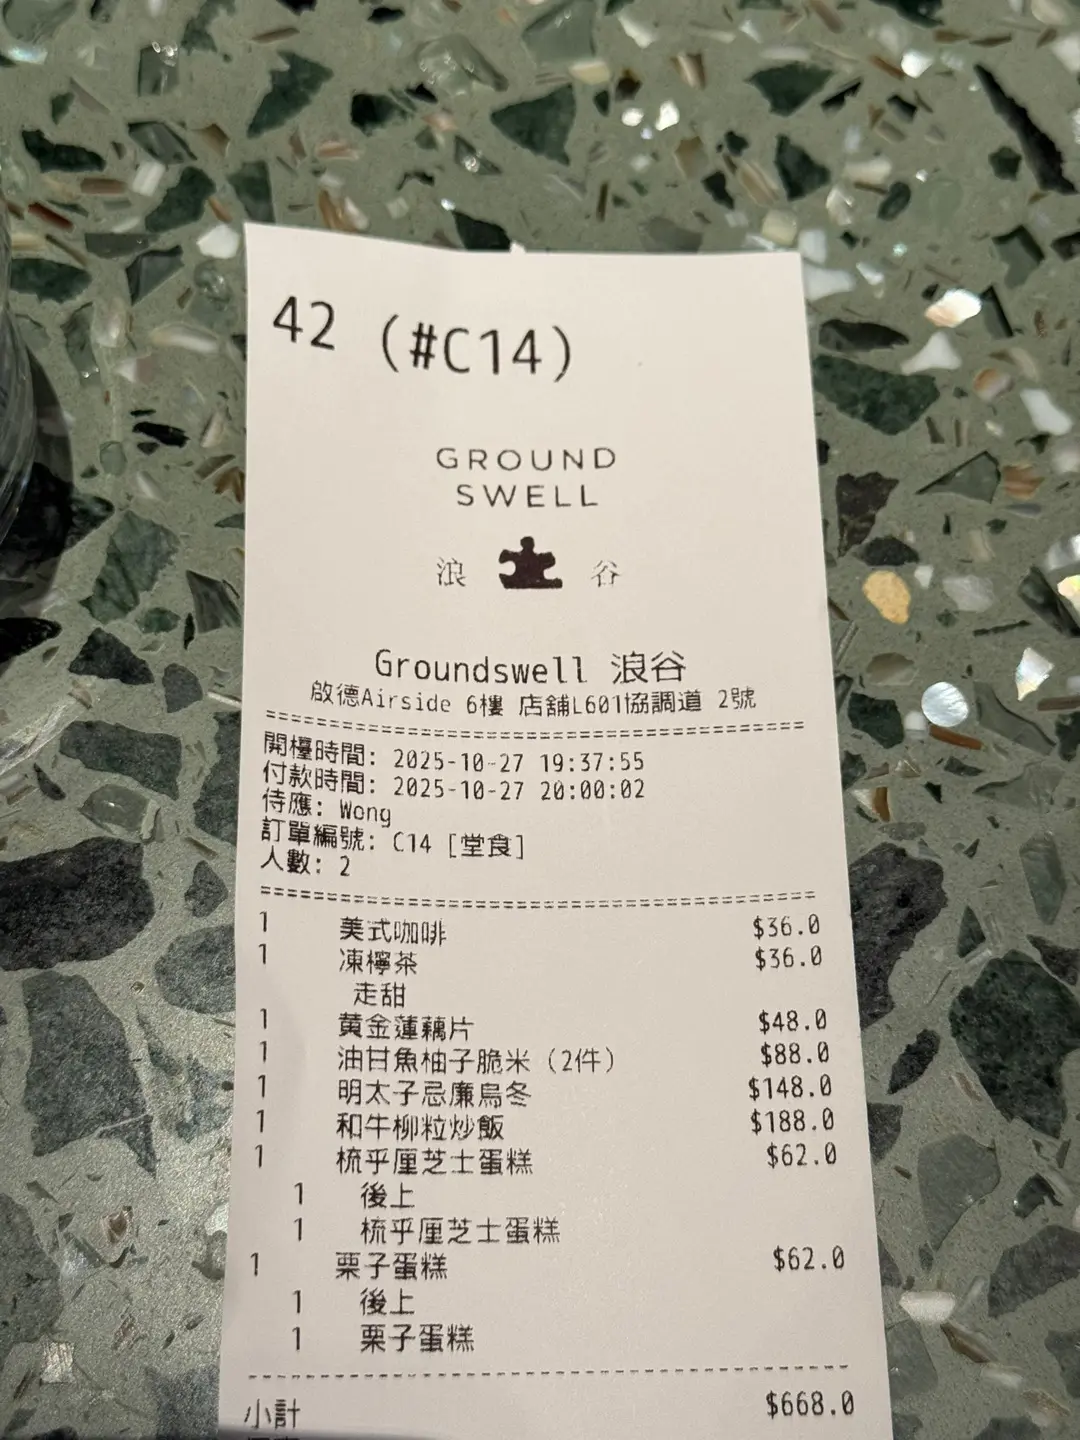 42 (#C14)
GROUND
SWELL
浪 谷
Groundswell 浪谷
啟德Airside 6樓 店舖L601協調道 2號
開檯時間: 2025-10-27 19:37:55
付款時間: 2025-10-27 20:00:02
侍應: Wong
訂單編號: C14 [堂食]
人數: 2
1 美式咖啡 $36.0
1 凍檸茶 $36.0
走甜
1 黄金蓮藕片 $48.0
1 油甘魚柚子脆米 (2件) $88.0
1 明太子忌廉烏冬 $148.0
1 和牛柳粒炒飯 $188.0
1 梳乎厘芝士蛋糕 $62.0
1 後上
1 梳乎厘芝士蛋糕
1 栗子蛋糕 $62.0
1 後上
1 栗子蛋糕
小計 $668.0